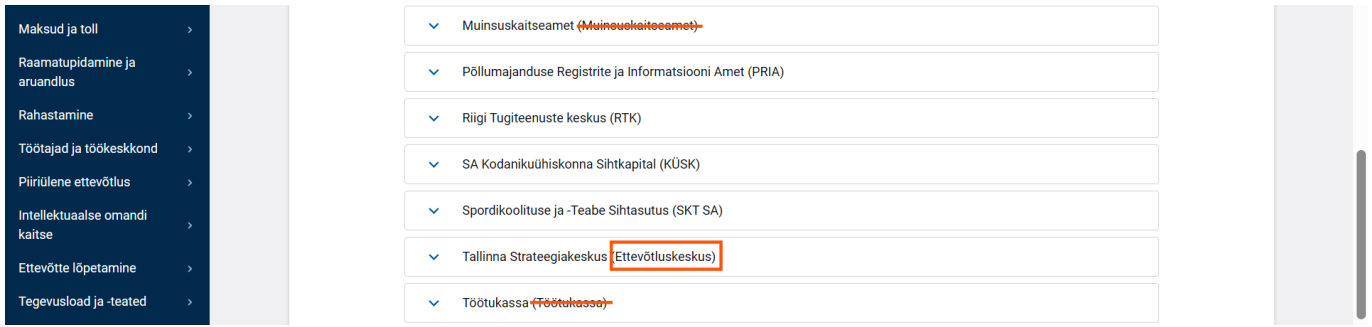 Maksud ja toll
Raamatupidamine ja
aruandlus
Rahastamine
Töötajad ja töökeskkond
Piiriülene ettevõtlus
Intellektuaalse omandi
kaitse
Ettevõtte lõpetamine
Tegevusload ja -teated
Muinsuskaitseamet (Muinsuskaitseamet)
Põllumajanduse Registrite ja Informatsiooni Amet (PRIA)
Riigi Tugiteenuste keskus (RTK)
SA Kodanikuühiskonna Sihtkapital (KÜSK)
Spordikoolituse ja -Teabe Sihtasutus (SKT SA)
Tallinna Strateegiakeskus (Ettevõtluskeskus)
Töötukassa (Töötukassa)